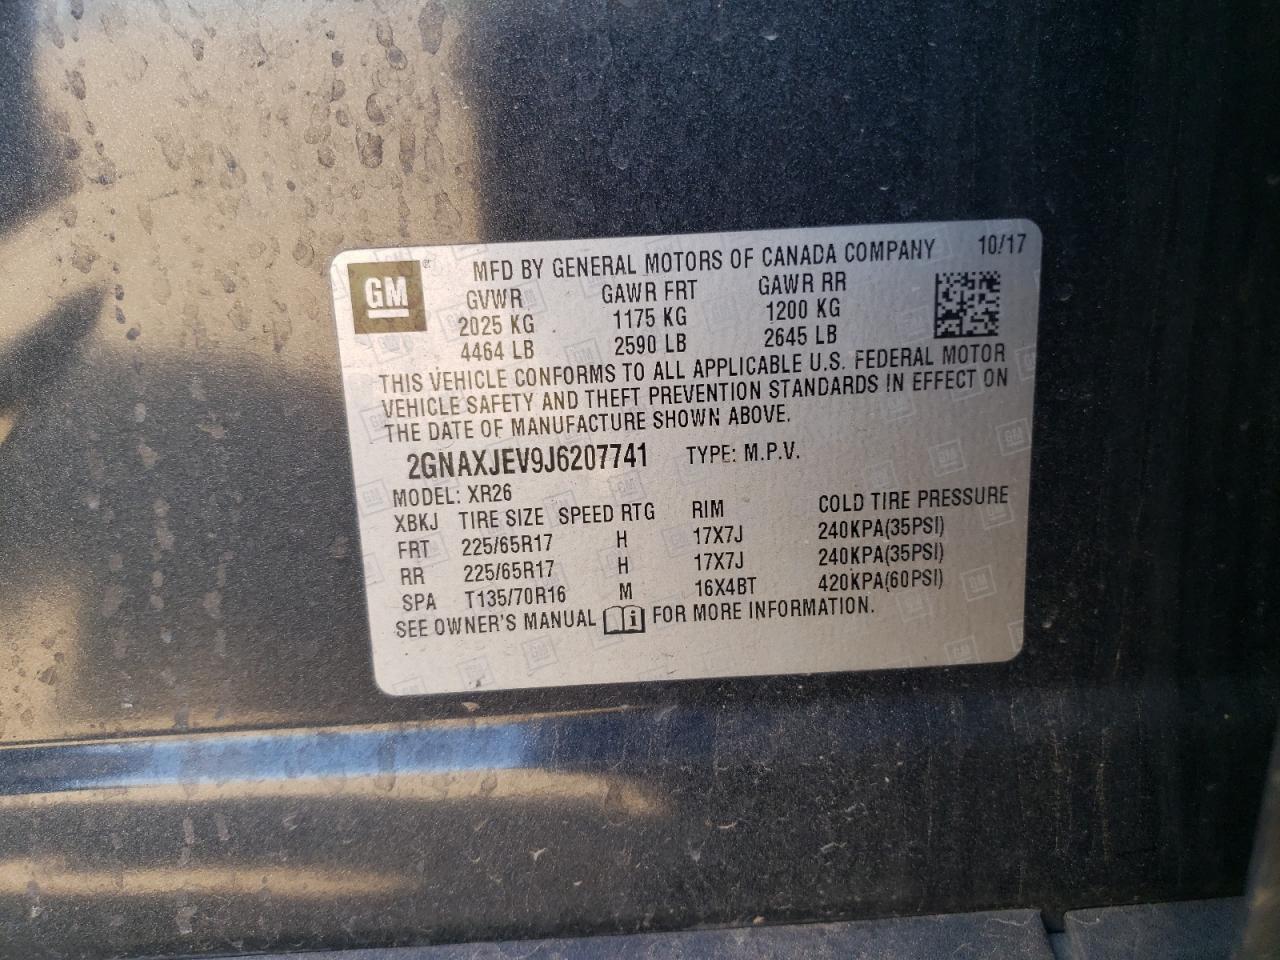 GM
MFD BY GENERAL MOTORS OF CANADA COMPANY 10/17
GVWR GAWR FRT GAWR RR
2025 KG 1175 KG 1200 KG
4464 LB 2590 LB 2645 LB
THIS VEHICLE CONFORMS TO ALL APPLICABLE U.S. FEDERAL MOTOR
VEHICLE SAFETY AND THEFT PREVENTION STANDARDS IN EFFECT ON
THE DATE OF MANUFACTURE SHOWN ABOVE.
2GNAXJEV9J6207741 TYPE: M.P.V.
MODEL: XR26
XBKJ TIRE SIZE SPEED RTG RIM COLD TIRE PRESSURE
FRT 225/65R17 H 17X7J 240KPA(35PSI)
RR 225/65R17 H 17X7J 240KPA(35PSI)
SPA T135/70R16 M 16X4BT 420KPA(60PSI)
SEE OWNER'S MANUAL FOR MORE INFORMATION.